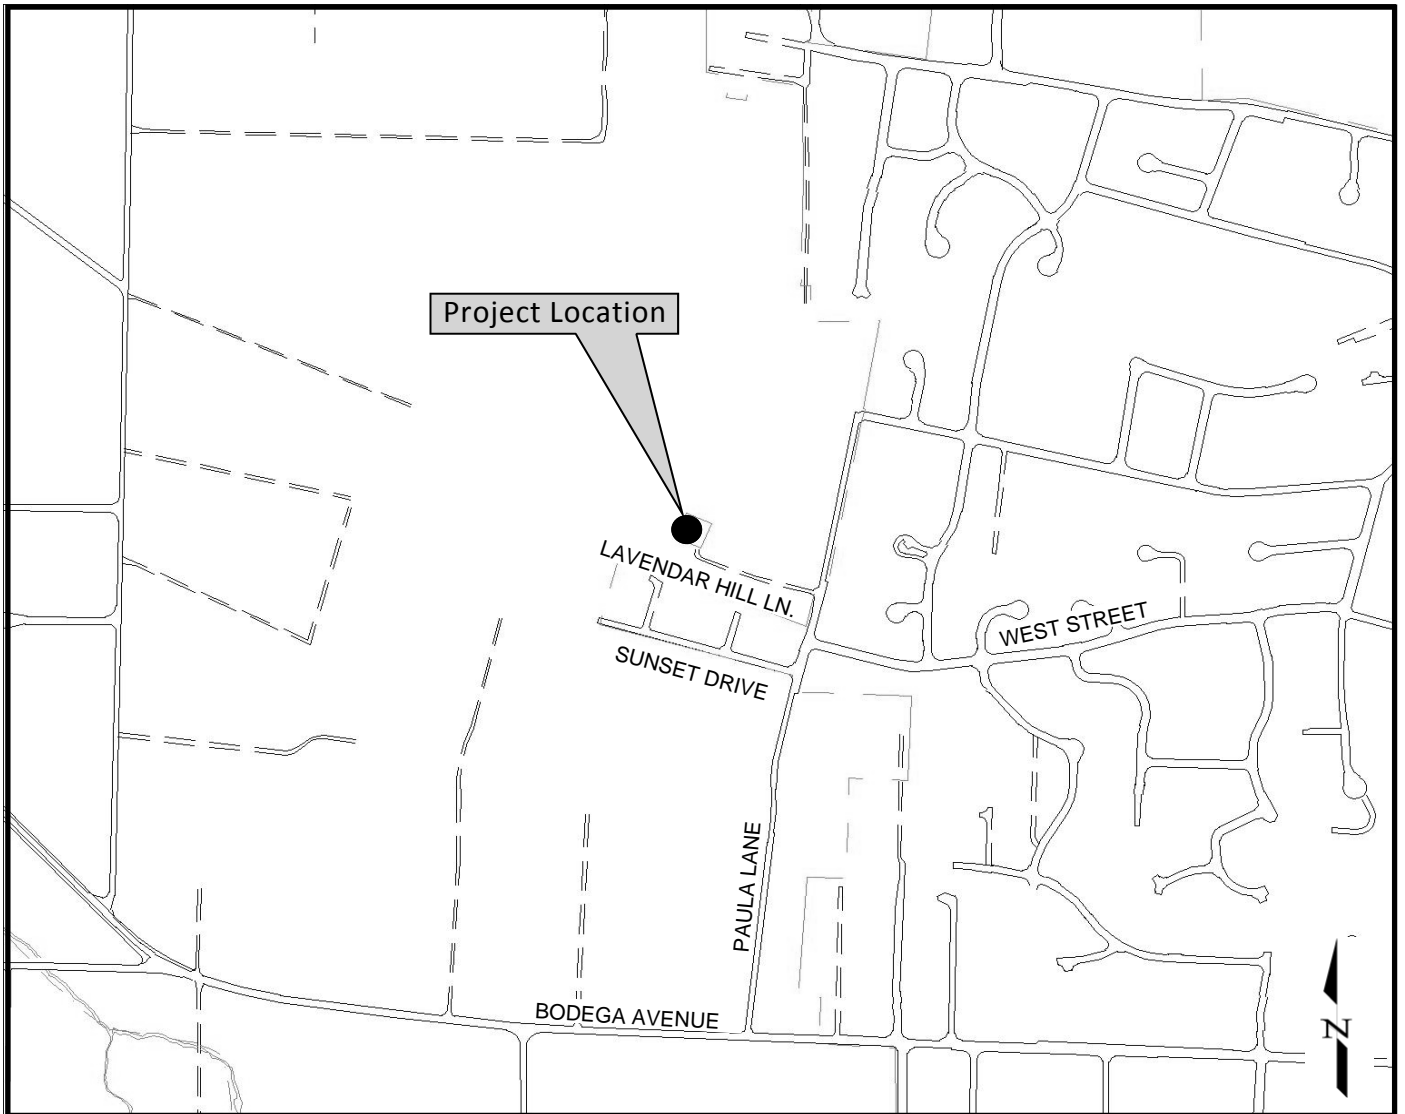 Project Location
LAVENDAR HILL LN.
WEST STREET
SUNSET DRIVE
PAULA LANE
BODEGA AVENUE
N